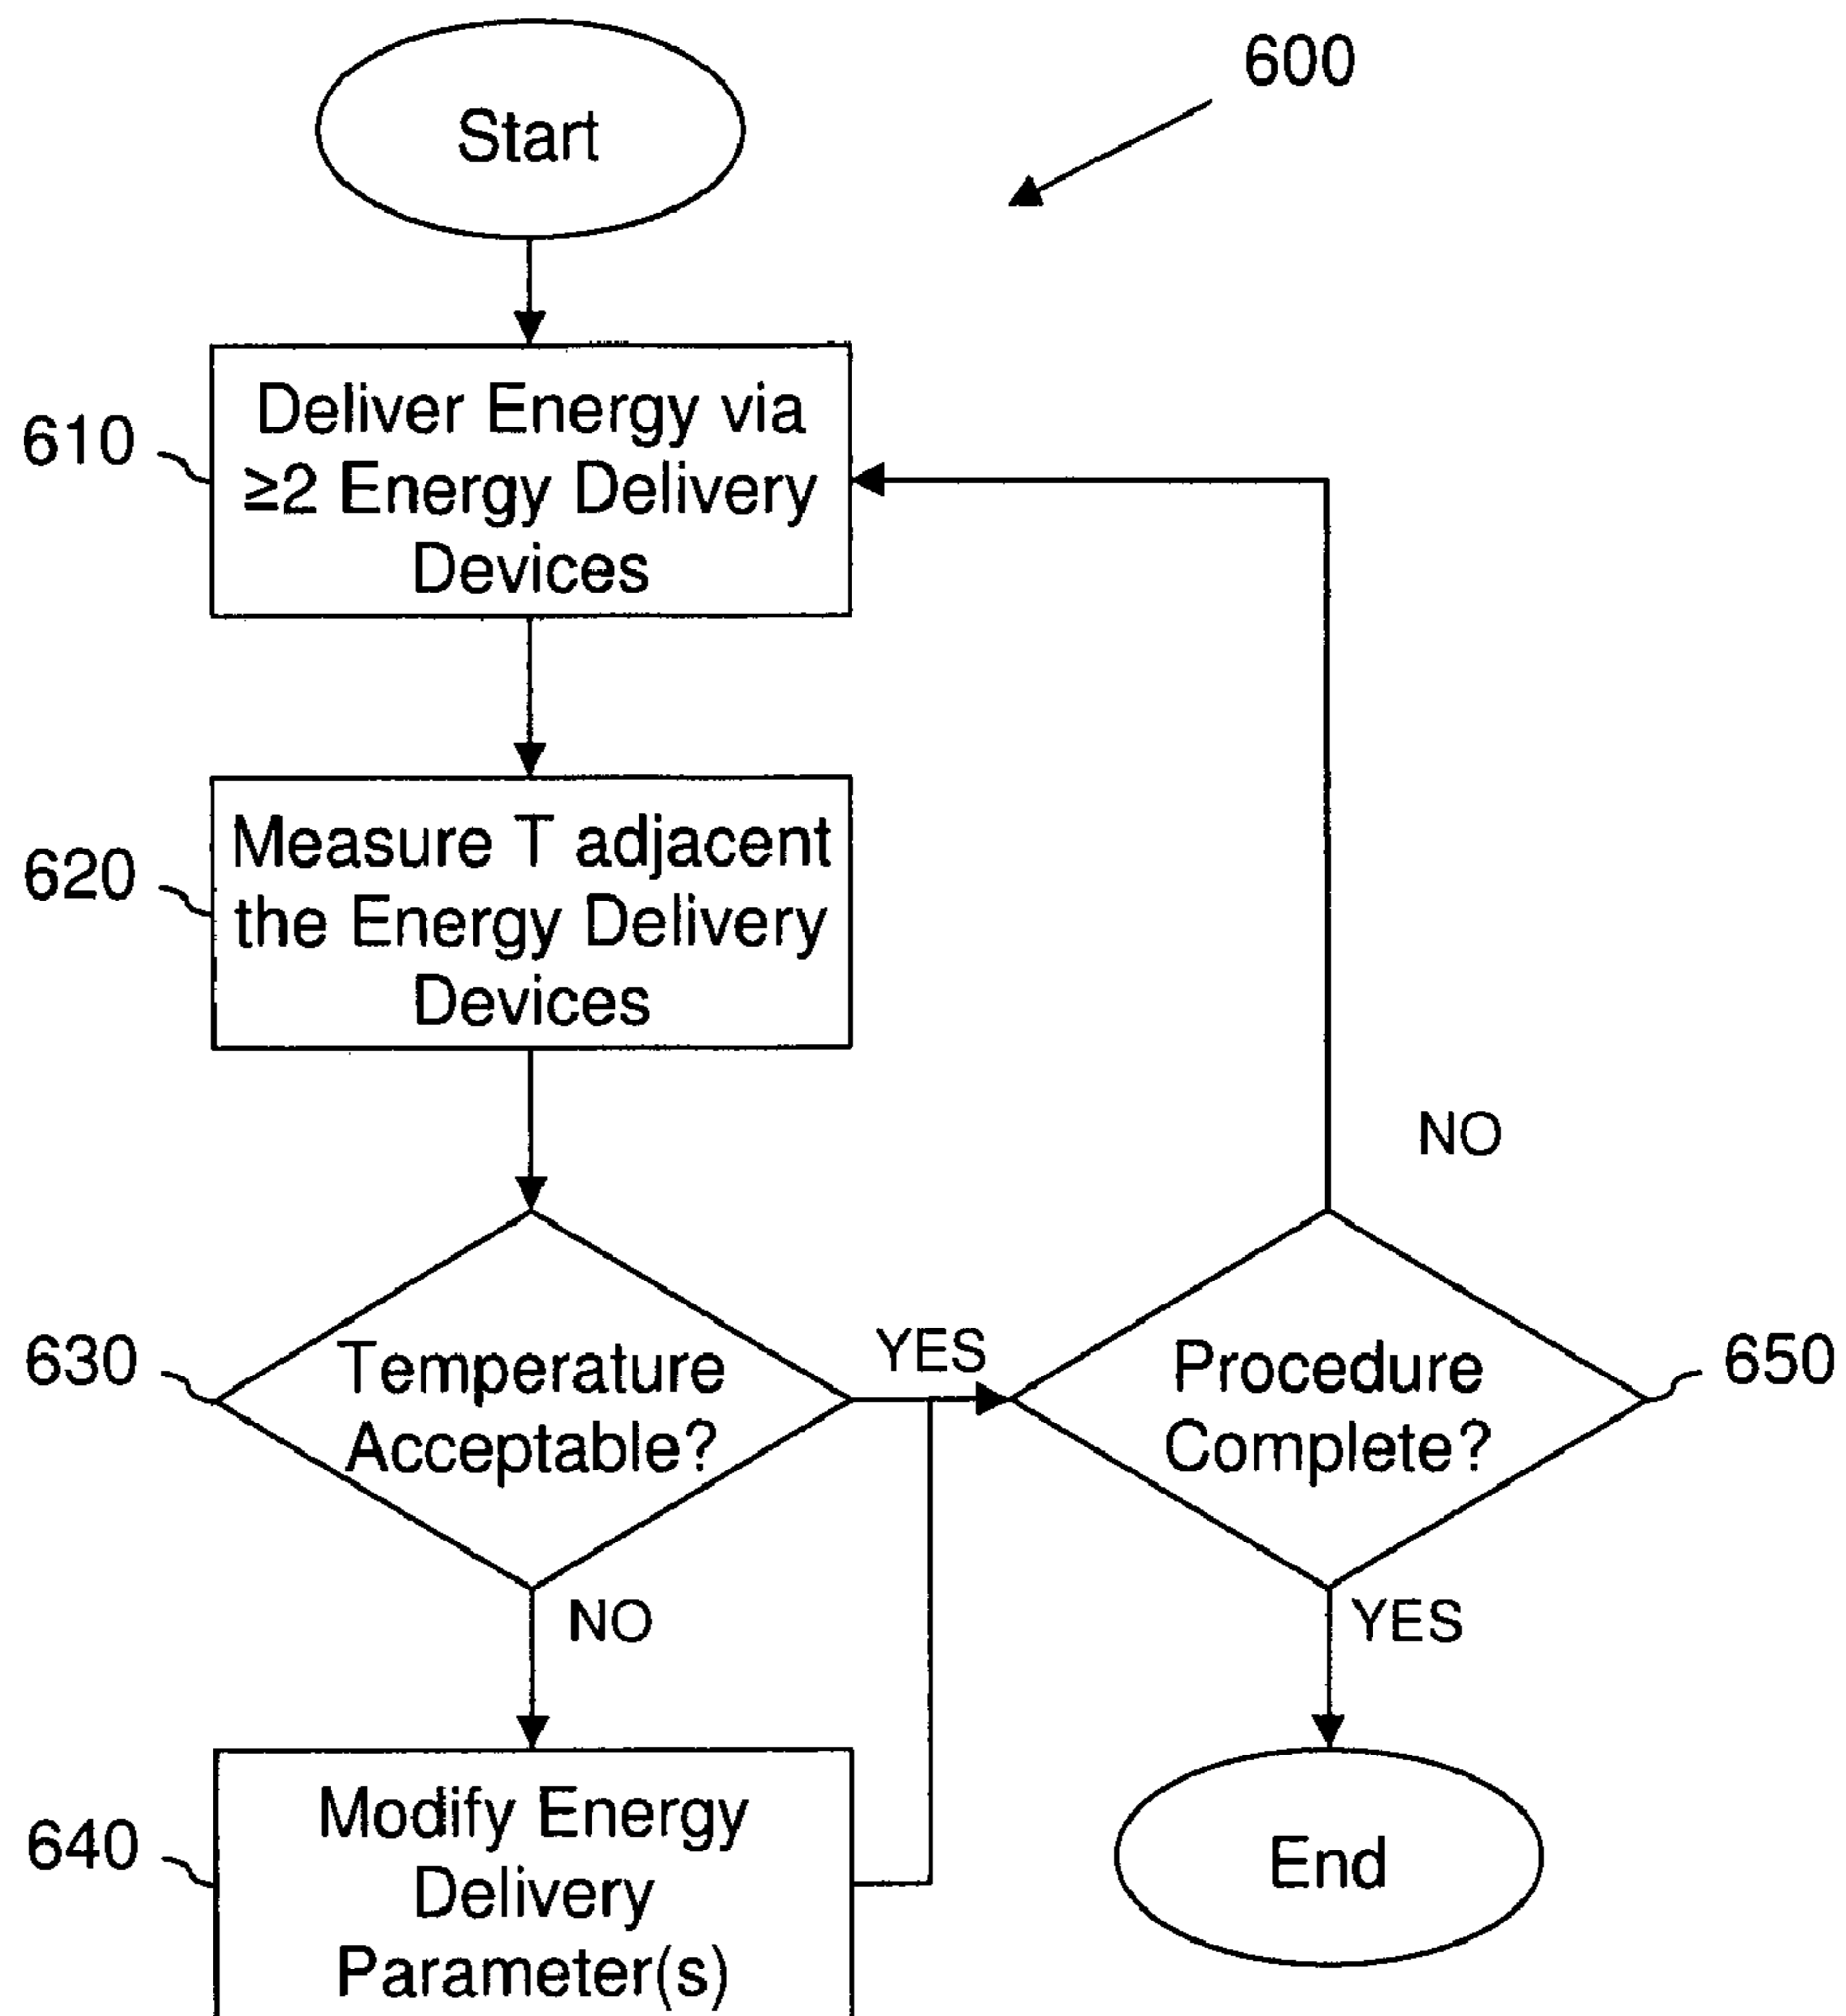 Start
600
610
Deliver Energy via
≥2 Energy Delivery
Devices
620
Measure T adjacent
the Energy Delivery
Devices
NO
630
Temperature
Acceptable?
YES
Procedure
Complete?
650
NO
YES
640
Modify Energy
Delivery
Parameter(s)
End